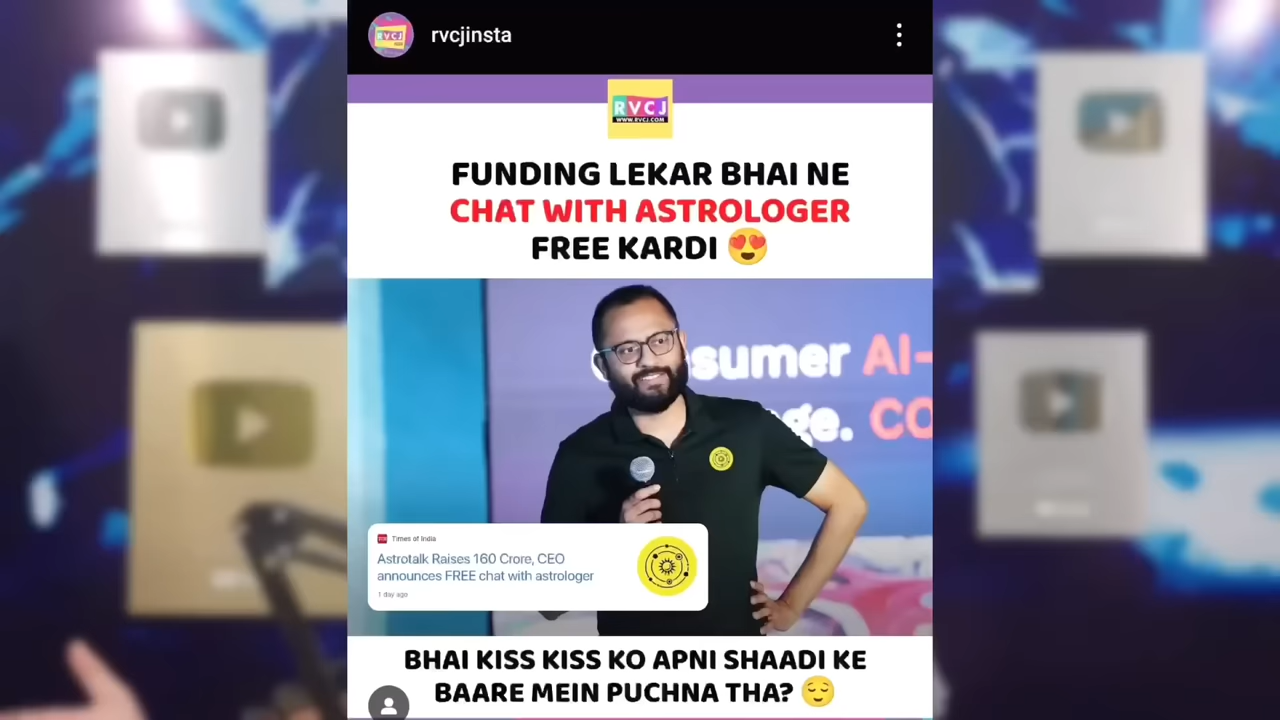 rvcjinsta
RVCJ
WWW.RVCJ.COM
FUNDING LEKAR BHAI NE
CHAT WITH ASTROLOGER
FREE KARDI 😍
sumer AI-
ge. CO
Times of India
Astrotalk Raises 160 Crore, CEO
announces FREE chat with astrologer
1 day ago
BHAI KISS KISS KO APNI SHAADI KE
BAARE MEIN PUCHNA THA? 😌